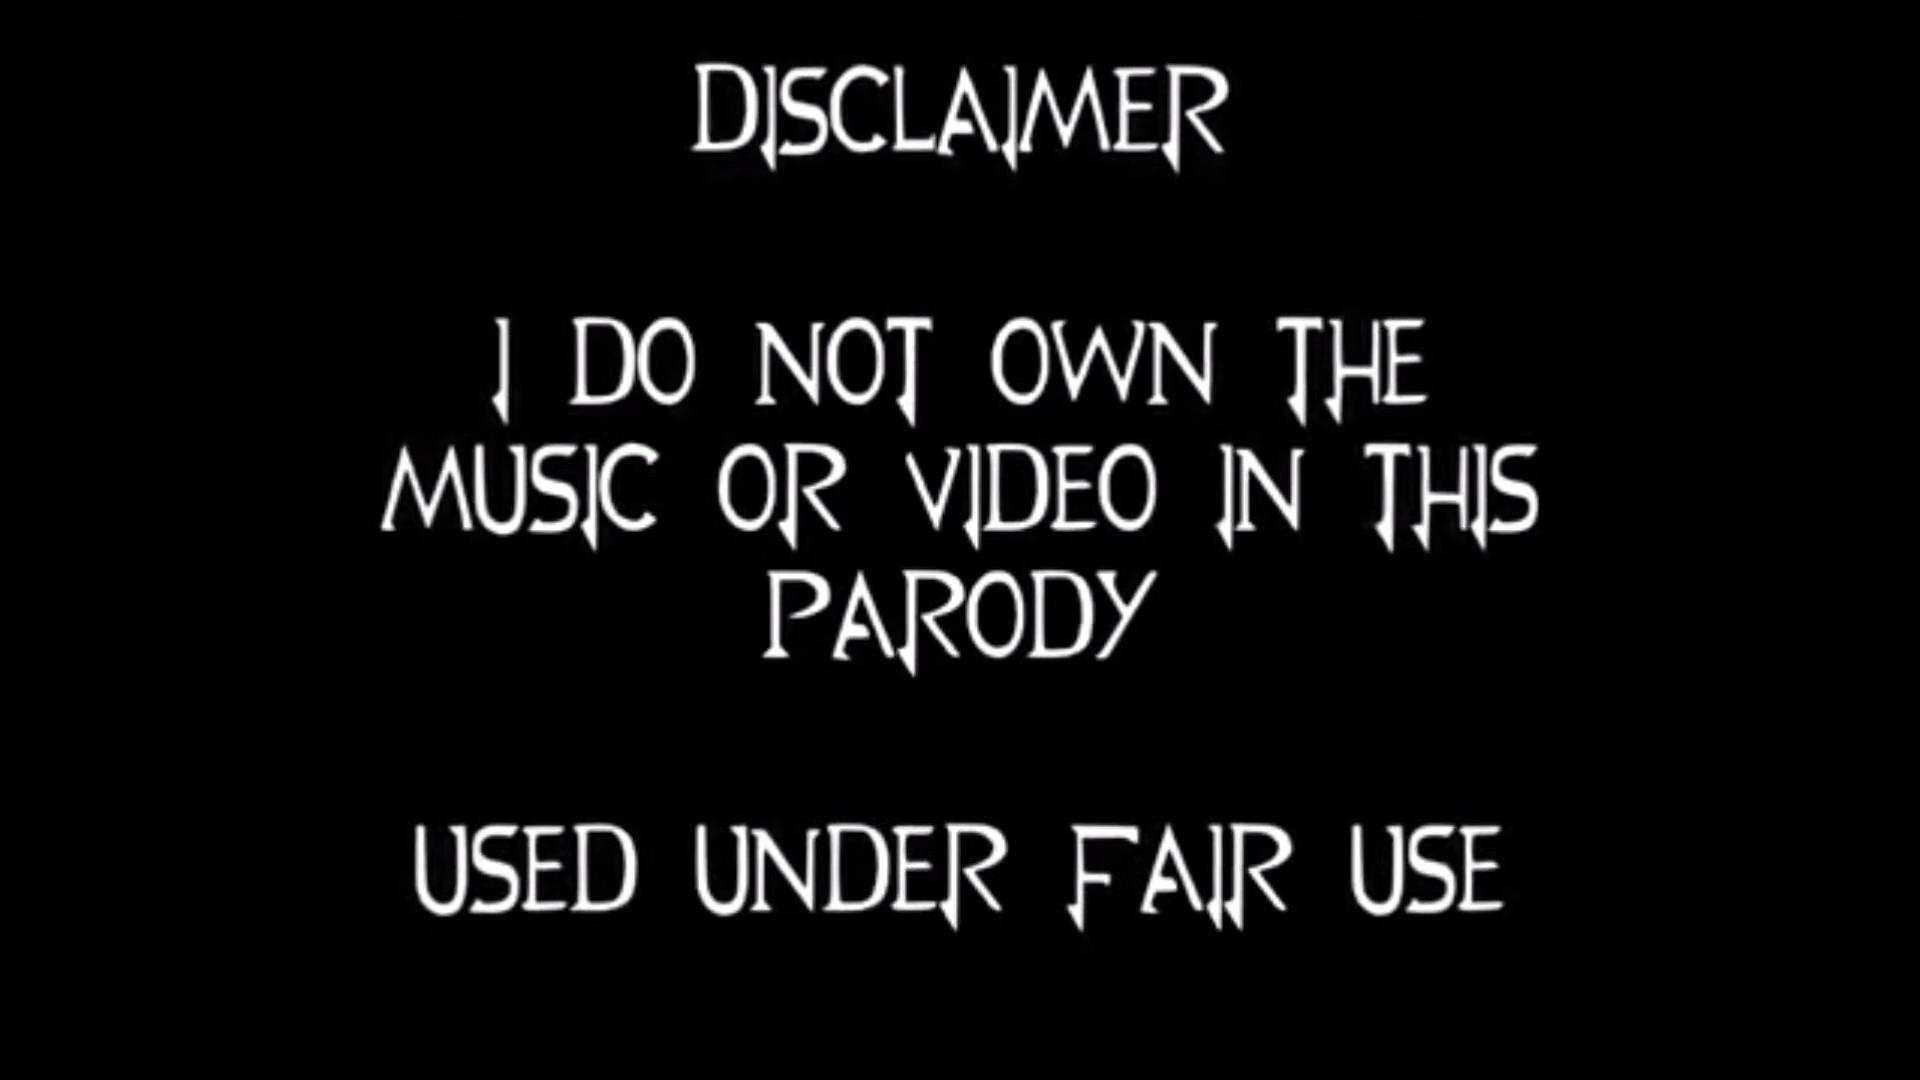 DISCLAIMER
I DO NOT OWN THE
MUSIC OR VIDEO IN THIS
PARODY
USED UNDER FAIR USE